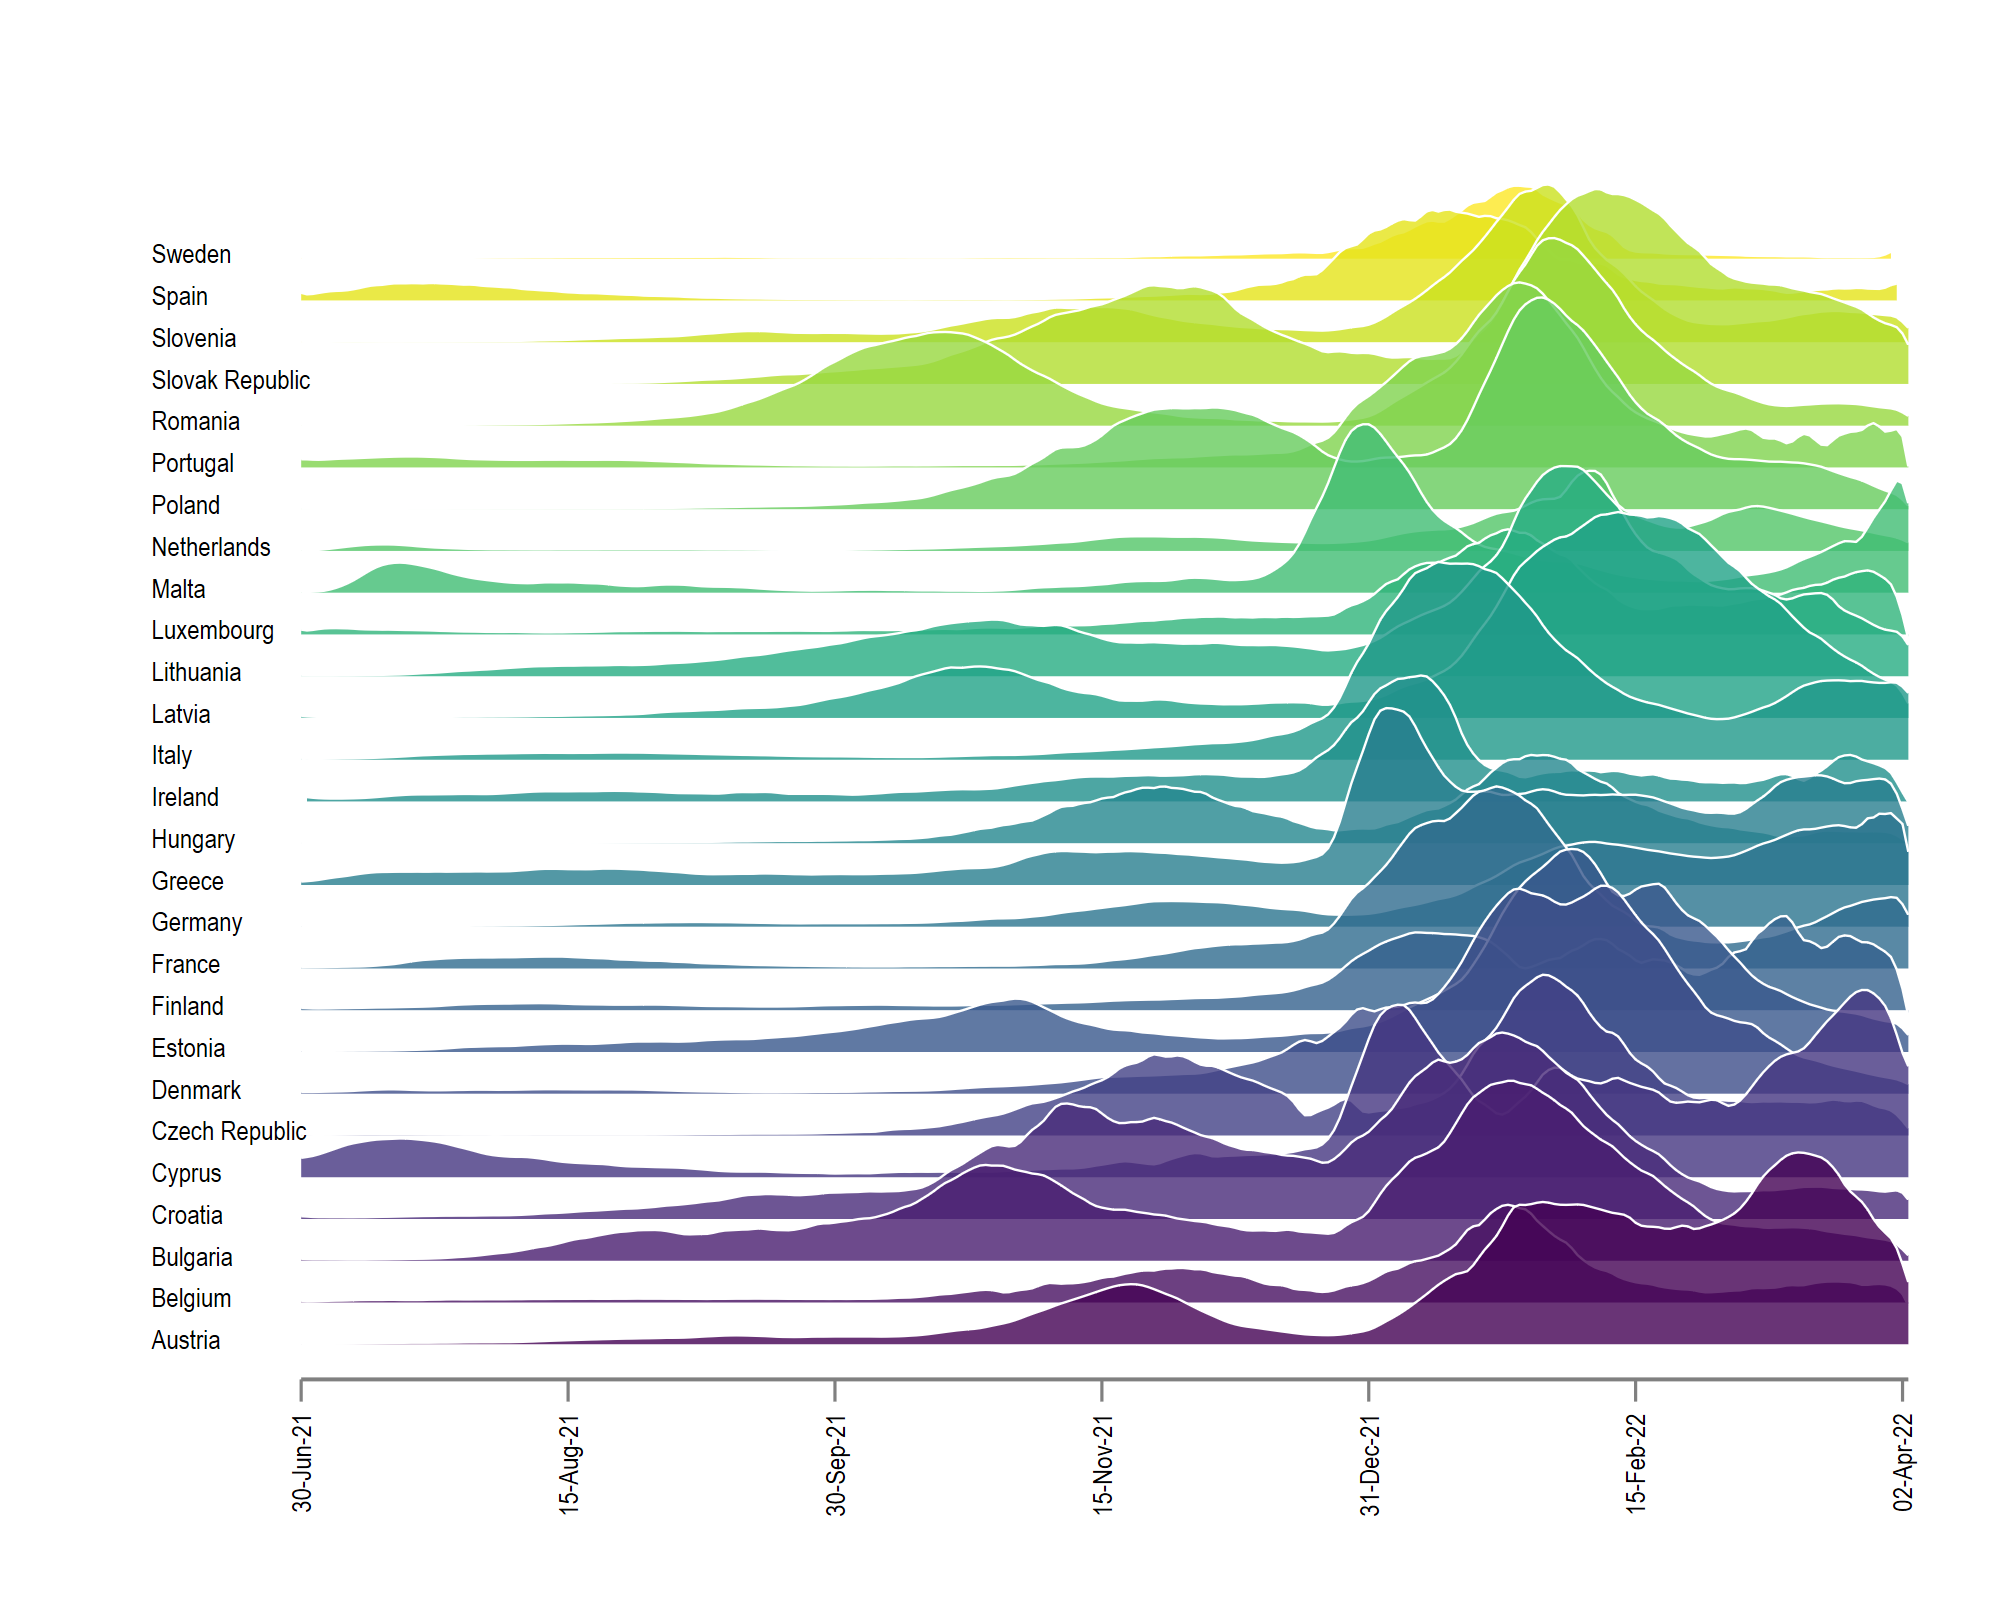 Sweden
Spain
Slovenia
Slovak Republic
Romania
Portugal
Poland
Netherlands
Malta
Luxembourg
Lithuania
Latvia
Italy
Ireland
Hungary
Greece
Germany
France
Finland
Estonia
Denmark
Czech Republic
Cyprus
Croatia
Bulgaria
Belgium
Austria
30-Jun-21
15-Aug-21
30-Sep-21
15-Nov-21
31-Dec-21
15-Feb-22
02-Apr-22